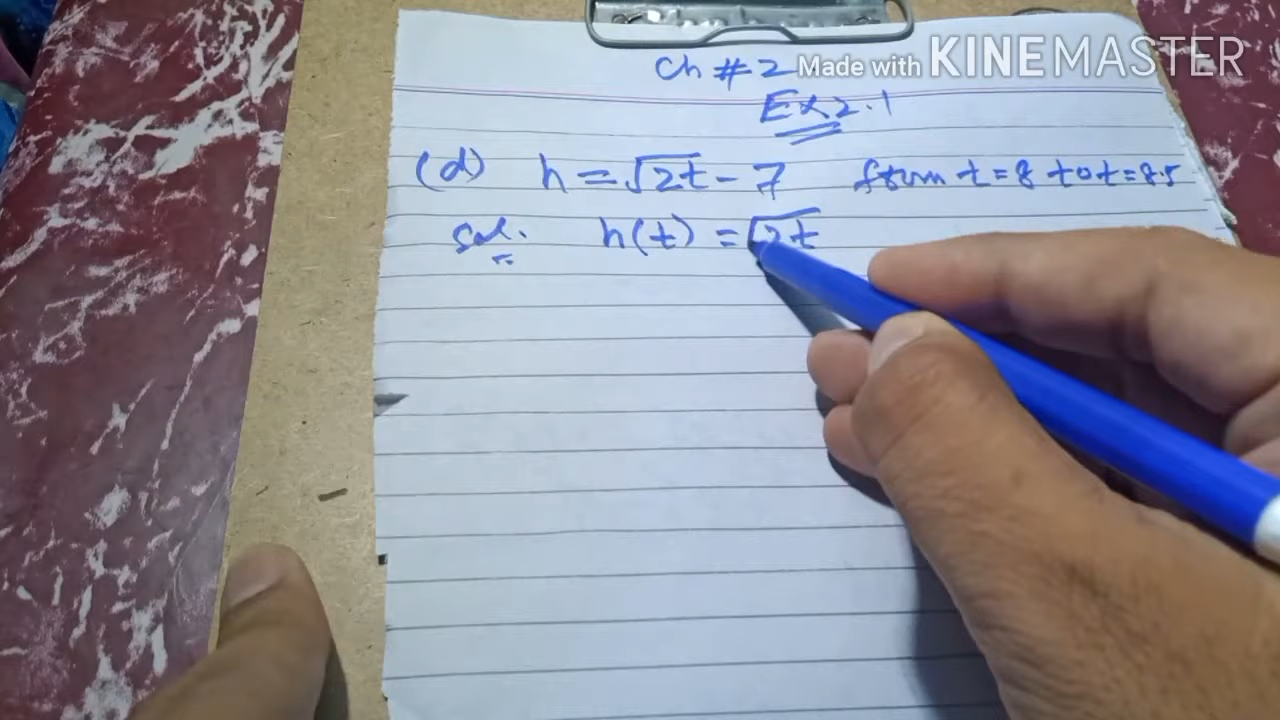 Made with KINEMASTER
Ch # 2
Ex 2.1
(d) h = √2t - 7 from t = 8 to t = 8.5
Sol. h(t) = √2t